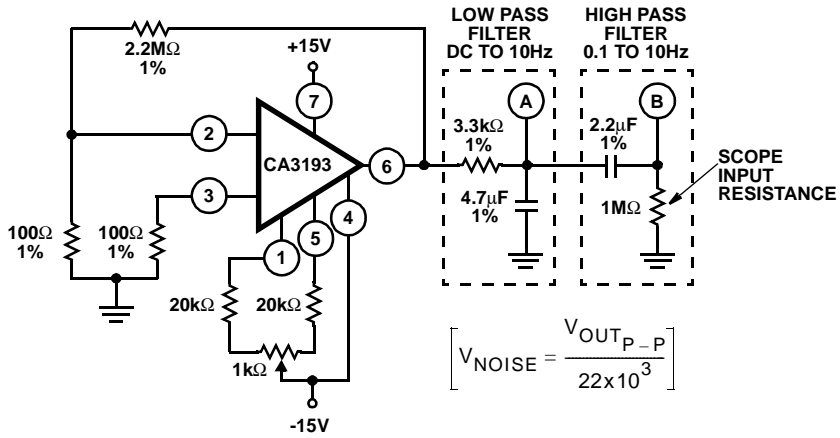 LOW PASS
FILTER
DC TO 10Hz
HIGH PASS
FILTER
0.1 TO 10Hz
2.2MΩ
1%
+15V
7
A
B
2
CA3193
6
3.3kΩ
1%
2.2µF
1%
SCOPE
INPUT
RESISTANCE
3
4
4.7µF
1%
1MΩ
100Ω
1%
100Ω
1%
1
5
20kΩ
20kΩ
1kΩ
-15V
[V_NOISE = V_OUT_P – P / 22x10^3]